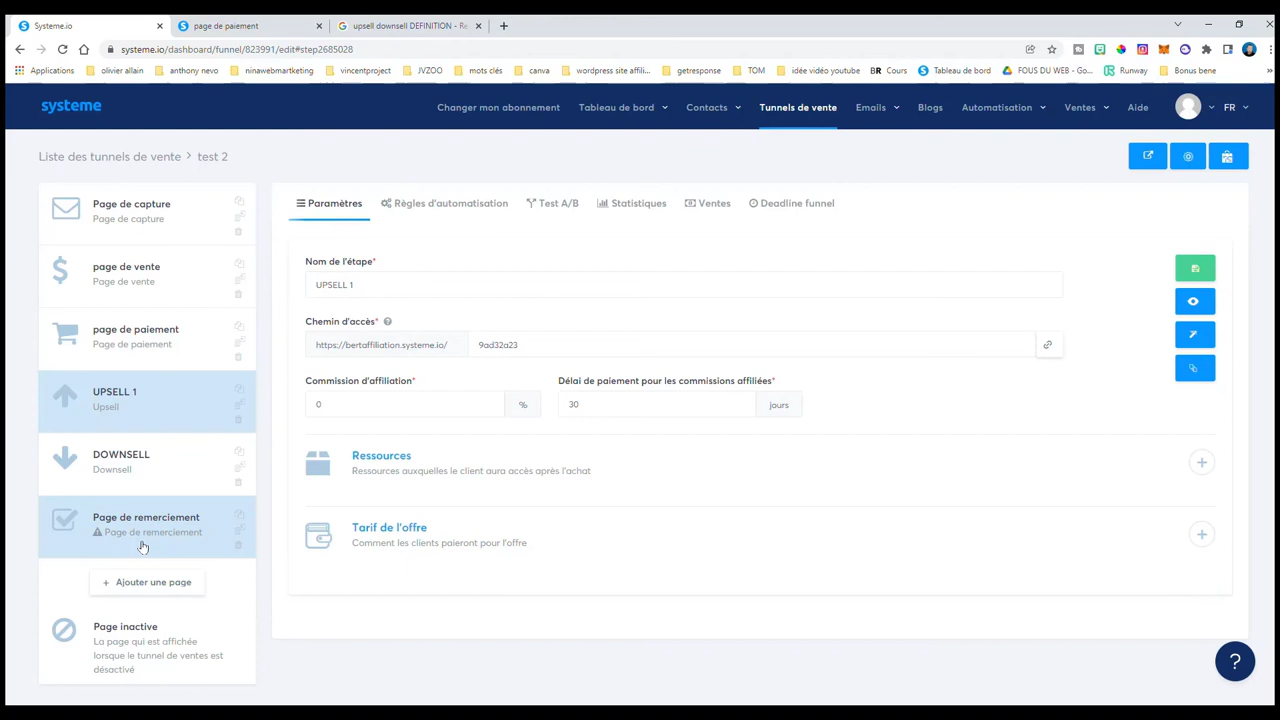 Systeme.io
page de paiement
upsell downsell DEFINITION - Re
systeme.io/dashboard/funnel/823991/edit#step2685028
Applications olivier allain anthony nevo ninawebmarketing vincentproject JVZOO mots clés canva wordpress site affili... getresponse TOM idée vidéo youtube BR Cours Tableau de bord FOUS DU WEB - Go... Runway Bonus bene
systeme Changer mon abonnement Tableau de bord Contacts Tunnels de vente Emails Blogs Automatisation Ventes Aide FR
Liste des tunnels de vente > test 2
Page de capture
Page de capture
page de vente
Page de vente
page de paiement
Page de paiement
UPSELL 1
Upsell
DOWNSELL
Downsell
Page de remerciement
Page de remerciement
+ Ajouter une page
Page inactive
La page qui est affichée
lorsque le tunnel de ventes est
désactivé
Paramètres Règles d'automatisation Test A/B Statistiques Ventes Deadline funnel
Nom de l'étape*
UPSELL 1
Chemin d'accès* ?
https://bertaffiliation.systeme.io/ 9ad32a23
Commission d'affiliation* Délai de paiement pour les commissions affiliées*
0 % 30 jours
Ressources
Ressources auxquelles le client aura accès après l'achat
Tarif de l'offre
Comment les clients paieront pour l'offre
?